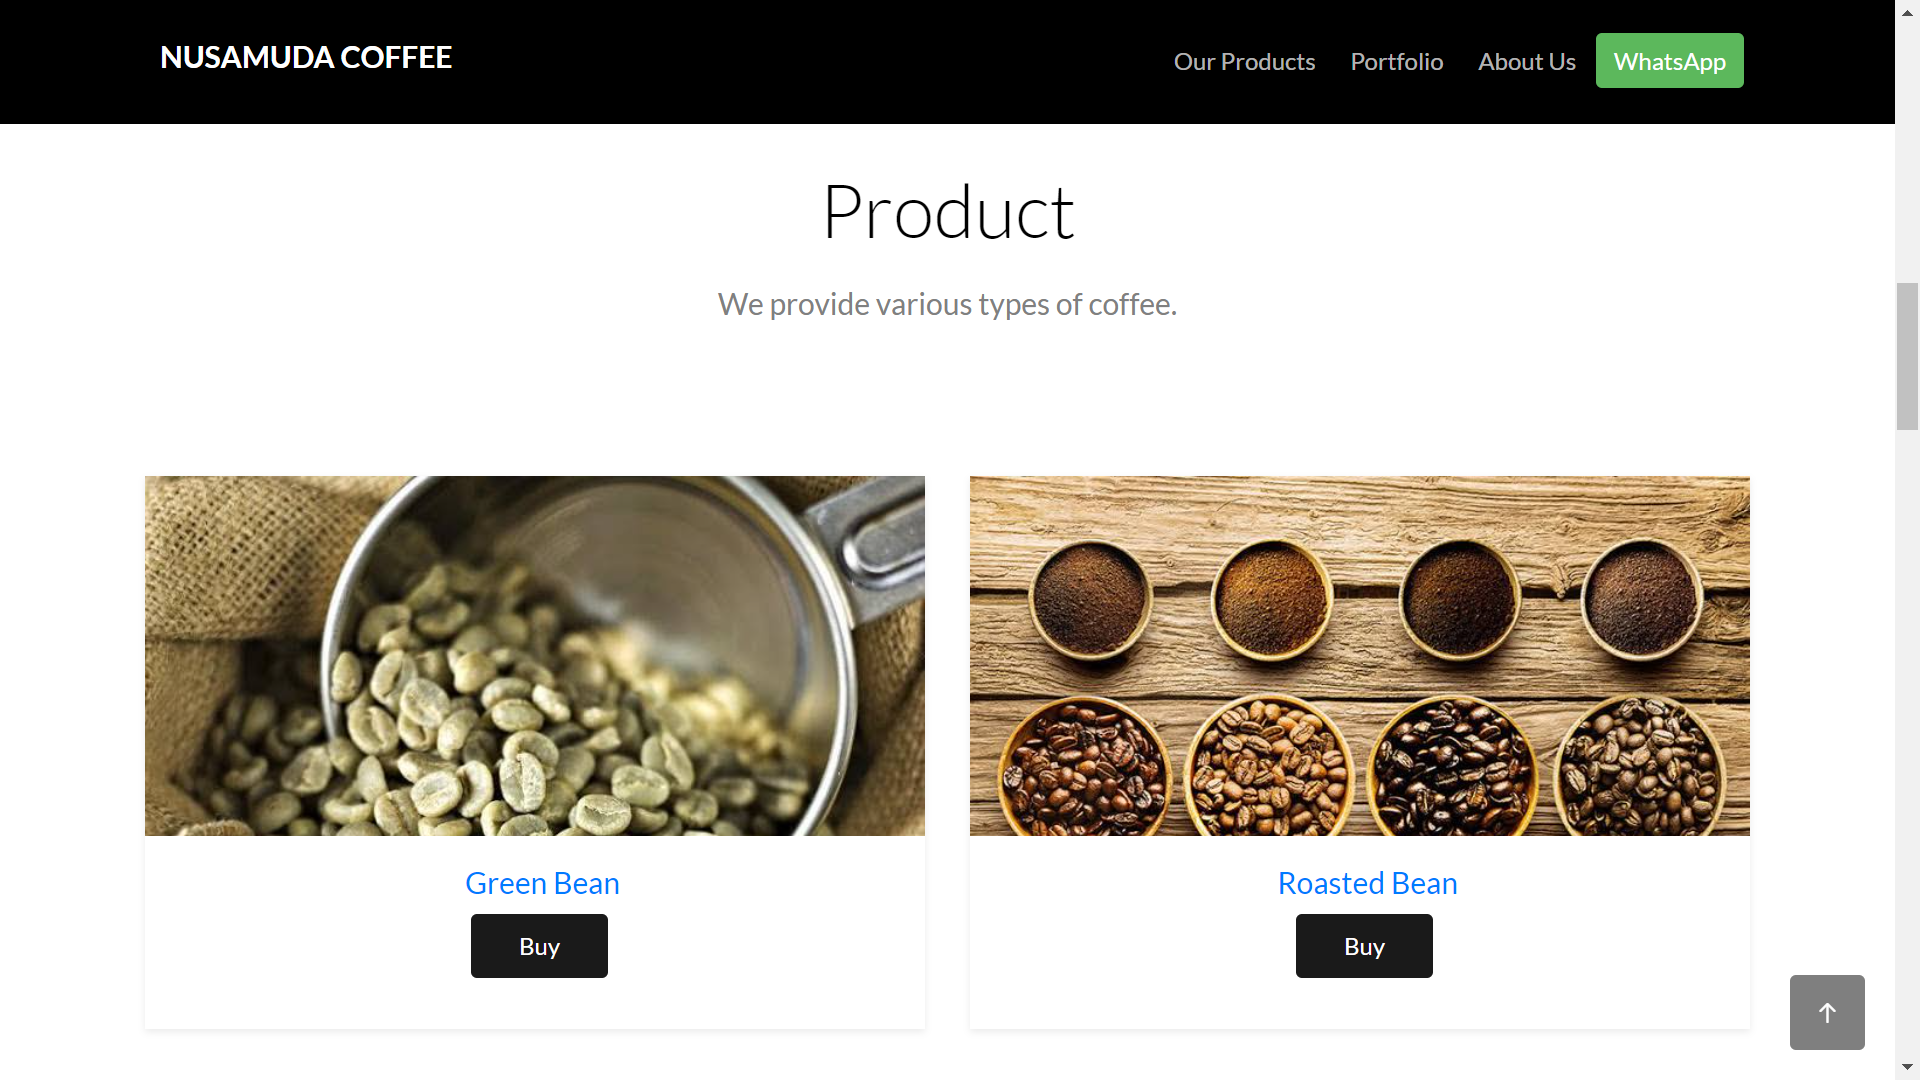 NUSAMUDA COFFEE
Our Products Portfolio About Us WhatsApp
Product
We provide various types of coffee.
Green Bean
Buy
Roasted Bean
Buy